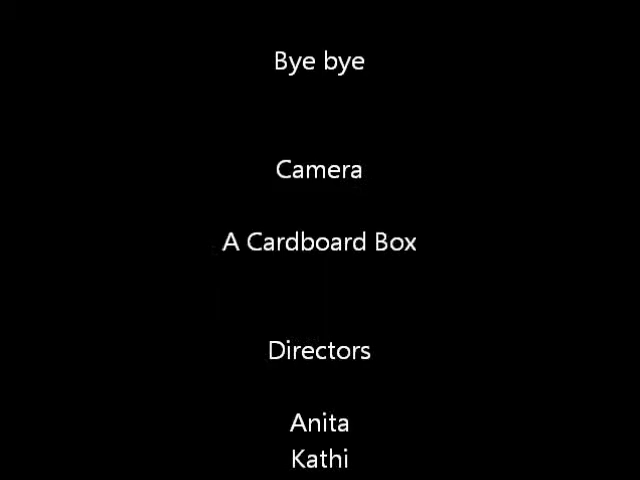 Bye bye
Camera
A Cardboard Box
Directors
Anita
Kathi